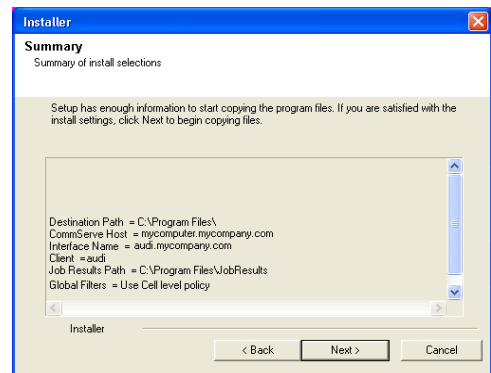 Installer
Summary
Summary of install selections
Setup has enough information to start copying the program files. If you are satisfied with the
install settings, click Next to begin copying files.
Destination Path = C:\Program Files\
CommServe Host = mycomputer.mycompany.com
Interface Name = audi.mycompany.com
Client =audi
Job Results Path = C:\Program Files\JobResults
Global Filters = Use Cell level policy
Installer
< Back
Next >
Cancel